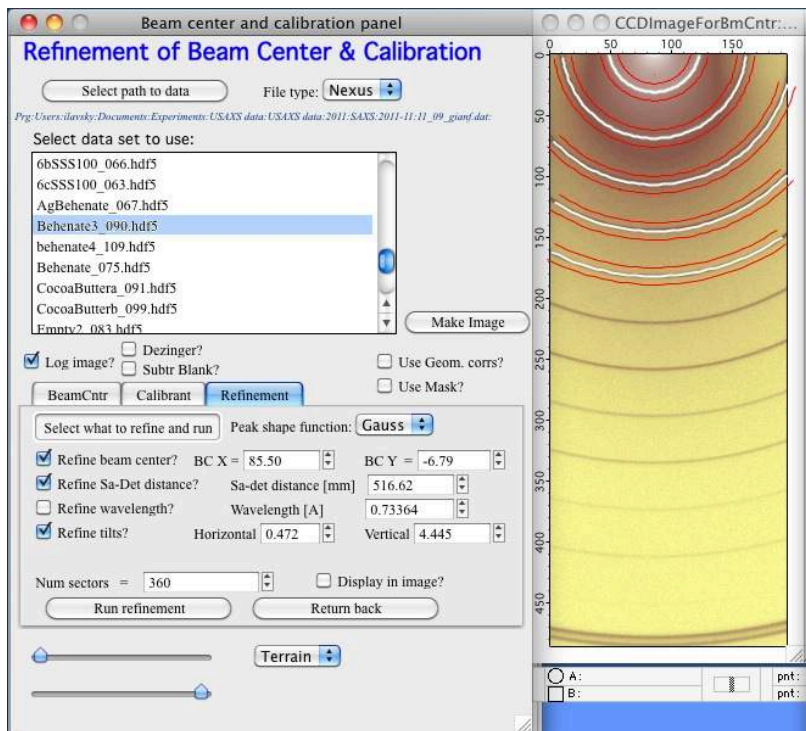 Beam center and calibration panel
Refinement of Beam Center & Calibration
Select path to data
File type: Nexus
Prg:Users:ilavsky:Documents:Experiments:USAXS data:USAXS data:2011:SAXS:2011-11:11_09_gianf.dat:
Select data set to use:
6bSSS100_066.hdf5
6cSSS100_063.hdf5
AgBehenate_067.hdf5
Behenate3_090.hdf5
behenate4_109.hdf5
Behenate_075.hdf5
CocoaButtera_091.hdf5
CocoaButterb_099.hdf5
Empty2_083.hdf5
Make Image
Log image?
Dezinger?
Subtr Blank?
Use Geom. corrs?
Use Mask?
BeamCntr
Calibrant
Refinement
Select what to refine and run
Peak shape function: Gauss
Refine beam center? BC X = 85.50 BC Y = -6.79
Refine Sa-Det distance? Sa-det distance [mm] 516.62
Refine wavelength? Wavelength [A] 0.73364
Refine tilts? Horizontal 0.472 Vertical 4.445
Num sectors = 360
Display in image?
Run refinement
Return back
Terrain
CCDImageForBmCntr:...
0 50 100 150
0
50
100
150
200
250
300
350
400
450
A: pnt:
B: pnt: